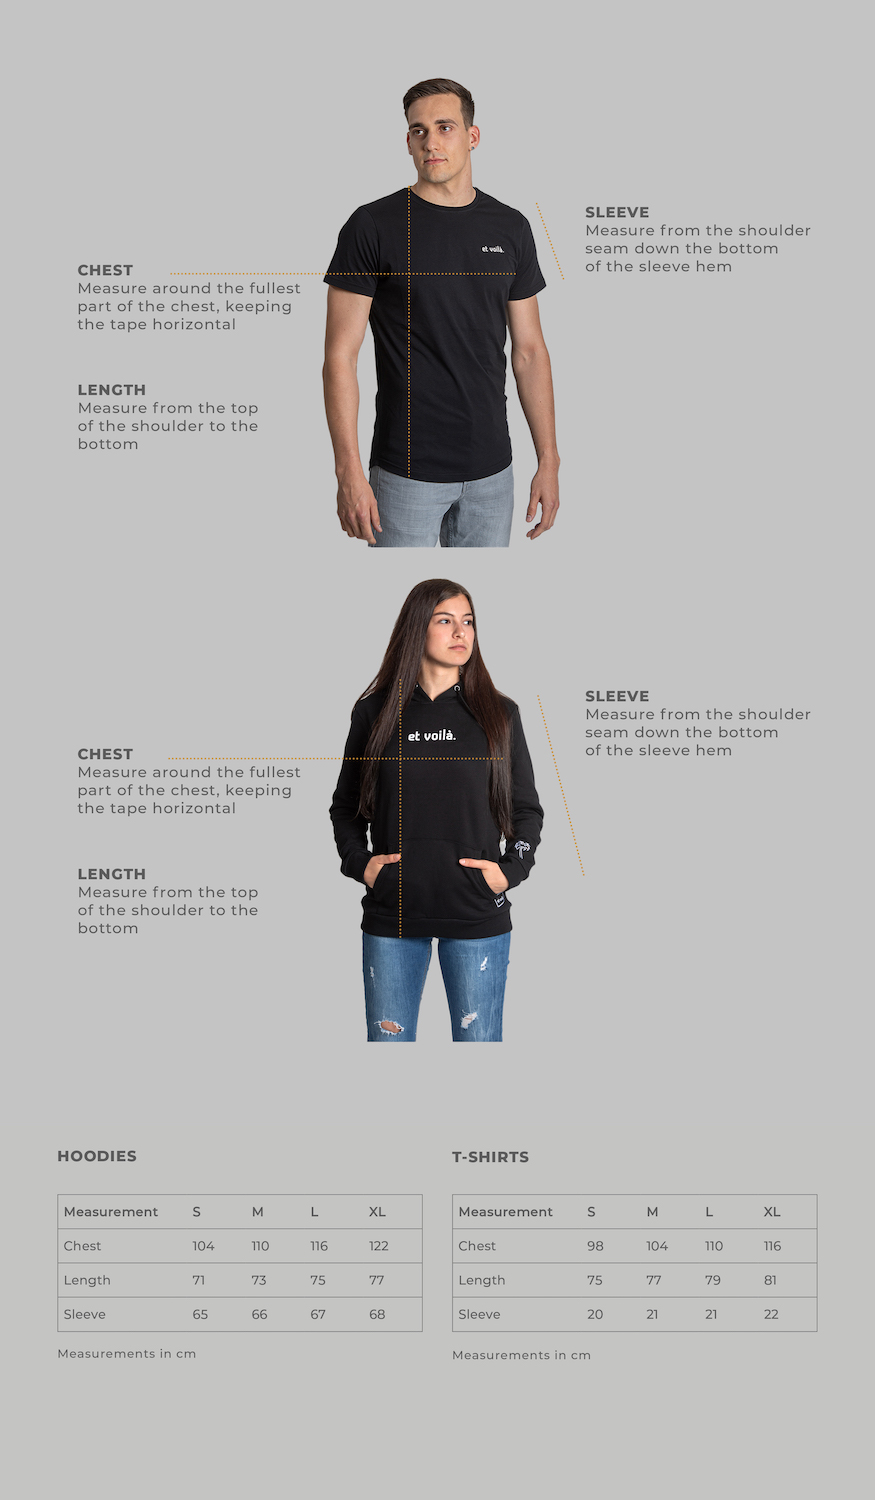 et voilà.
SLEEVE
Measure from the shoulder
seam down the bottom
of the sleeve hem
CHEST
Measure around the fullest
part of the chest, keeping
the tape horizontal
LENGTH
Measure from the top
of the shoulder to the
bottom
et voilà.
SLEEVE
Measure from the shoulder
seam down the bottom
of the sleeve hem
CHEST
Measure around the fullest
part of the chest, keeping
the tape horizontal
LENGTH
Measure from the top
of the shoulder to the
bottom
HOODIES
Measurement S M L XL
Chest 104 110 116 122
Length 71 73 75 77
Sleeve 65 66 67 68
Measurements in cm
T-SHIRTS
Measurement S M L XL
Chest 98 104 110 116
Length 75 77 79 81
Sleeve 20 21 21 22
Measurements in cm